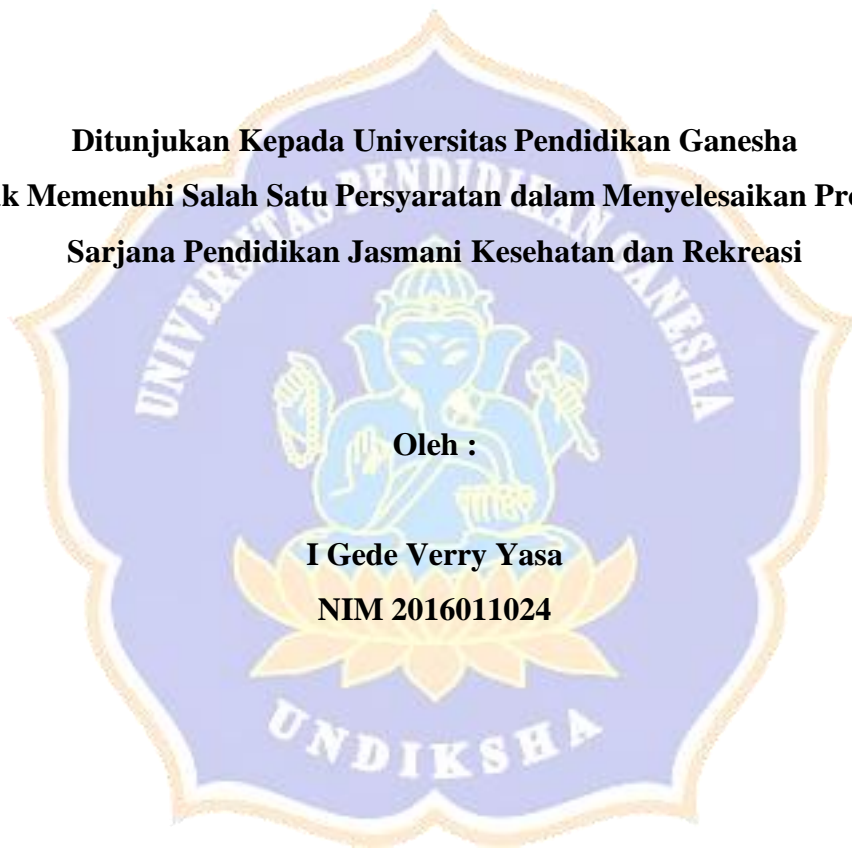 Ditunjukan Kepada Universitas Pendidikan Ganesha
k Memenuhi Salah Satu Persyaratan dalam Menyelesaikan Pro
Sarjana Pendidikan Jasmani Kesehatan dan Rekreasi
UNIVERSITAS PENDIDIKAN GANESHA
Oleh :
I Gede Verry Yasa
NIM 2016011024
UNDIKSHA